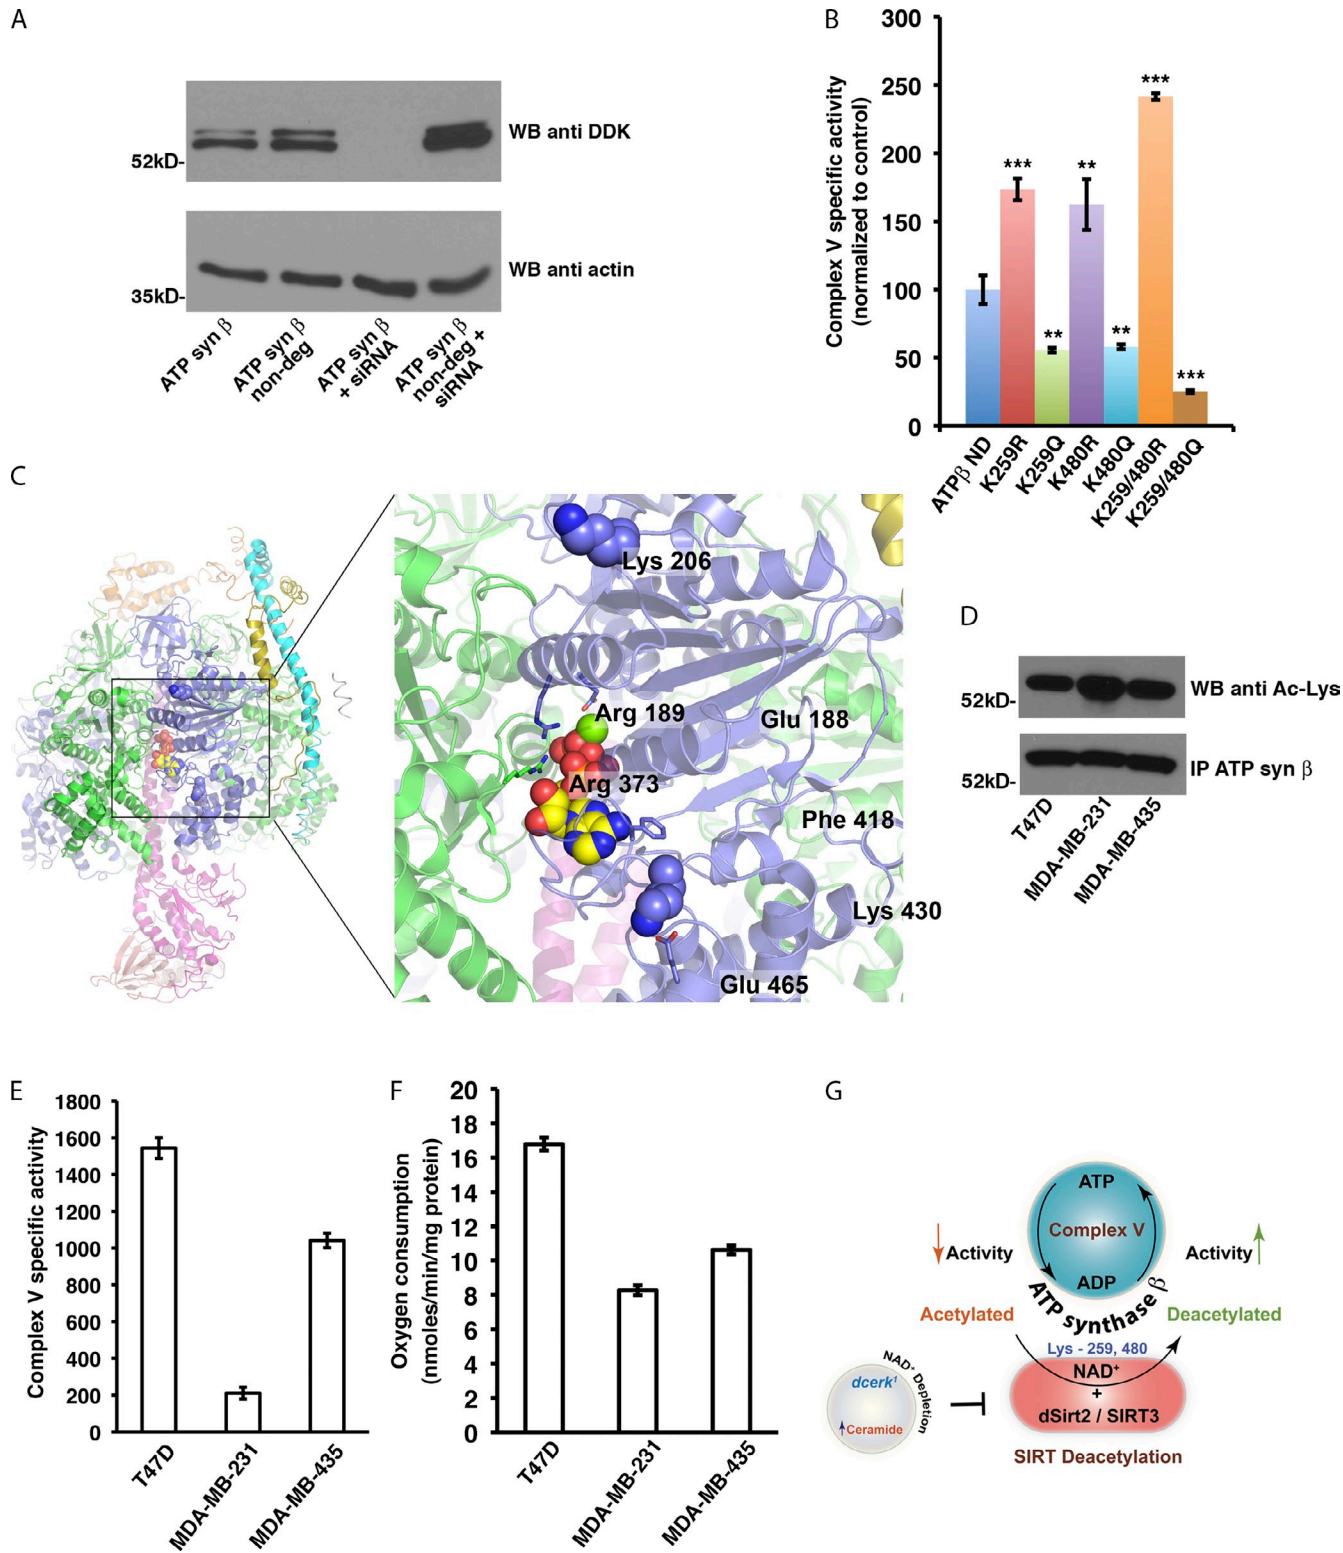 A
WB anti DDK
52kD-
WB anti actin
35kD-
ATP syn β
ATP syn β
non-deg
ATP syn β
+ siRNA
ATP syn β
non-deg +
siRNA
B
Complex V specific activity
(normalized to control)
300
250
200
150
100
50
0
***
**
**
**
***
***
ATPβ ND
K259R
K259Q
K480R
K480Q
K259/480R
K259/480Q
C
Lys 206
Arg 189
Glu 188
Arg 373
Phe 418
Lys 430
Glu 465
D
52kD-
WB anti Ac-Lys
52kD-
IP ATP syn β
T47D
MDA-MB-231
MDA-MB-435
E
Complex V specific activity
1800
1600
1400
1200
1000
800
600
400
200
0
T47D
MDA-MB-231
MDA-MB-435
F
Oxygen consumption
(nmoles/min/mg protein)
20
18
16
14
12
10
8
6
4
2
0
T47D
MDA-MB-231
MDA-MB-435
G
ATP
Complex V
ADP
Activity
Activity
ATP synthase β
Acetylated
Deacetylated
Lys - 259, 480
NAD⁺
+
dSirt2 / SIRT3
SIRT Deacetylation
NAD⁺ Depletion
dcerk¹
Ceramide